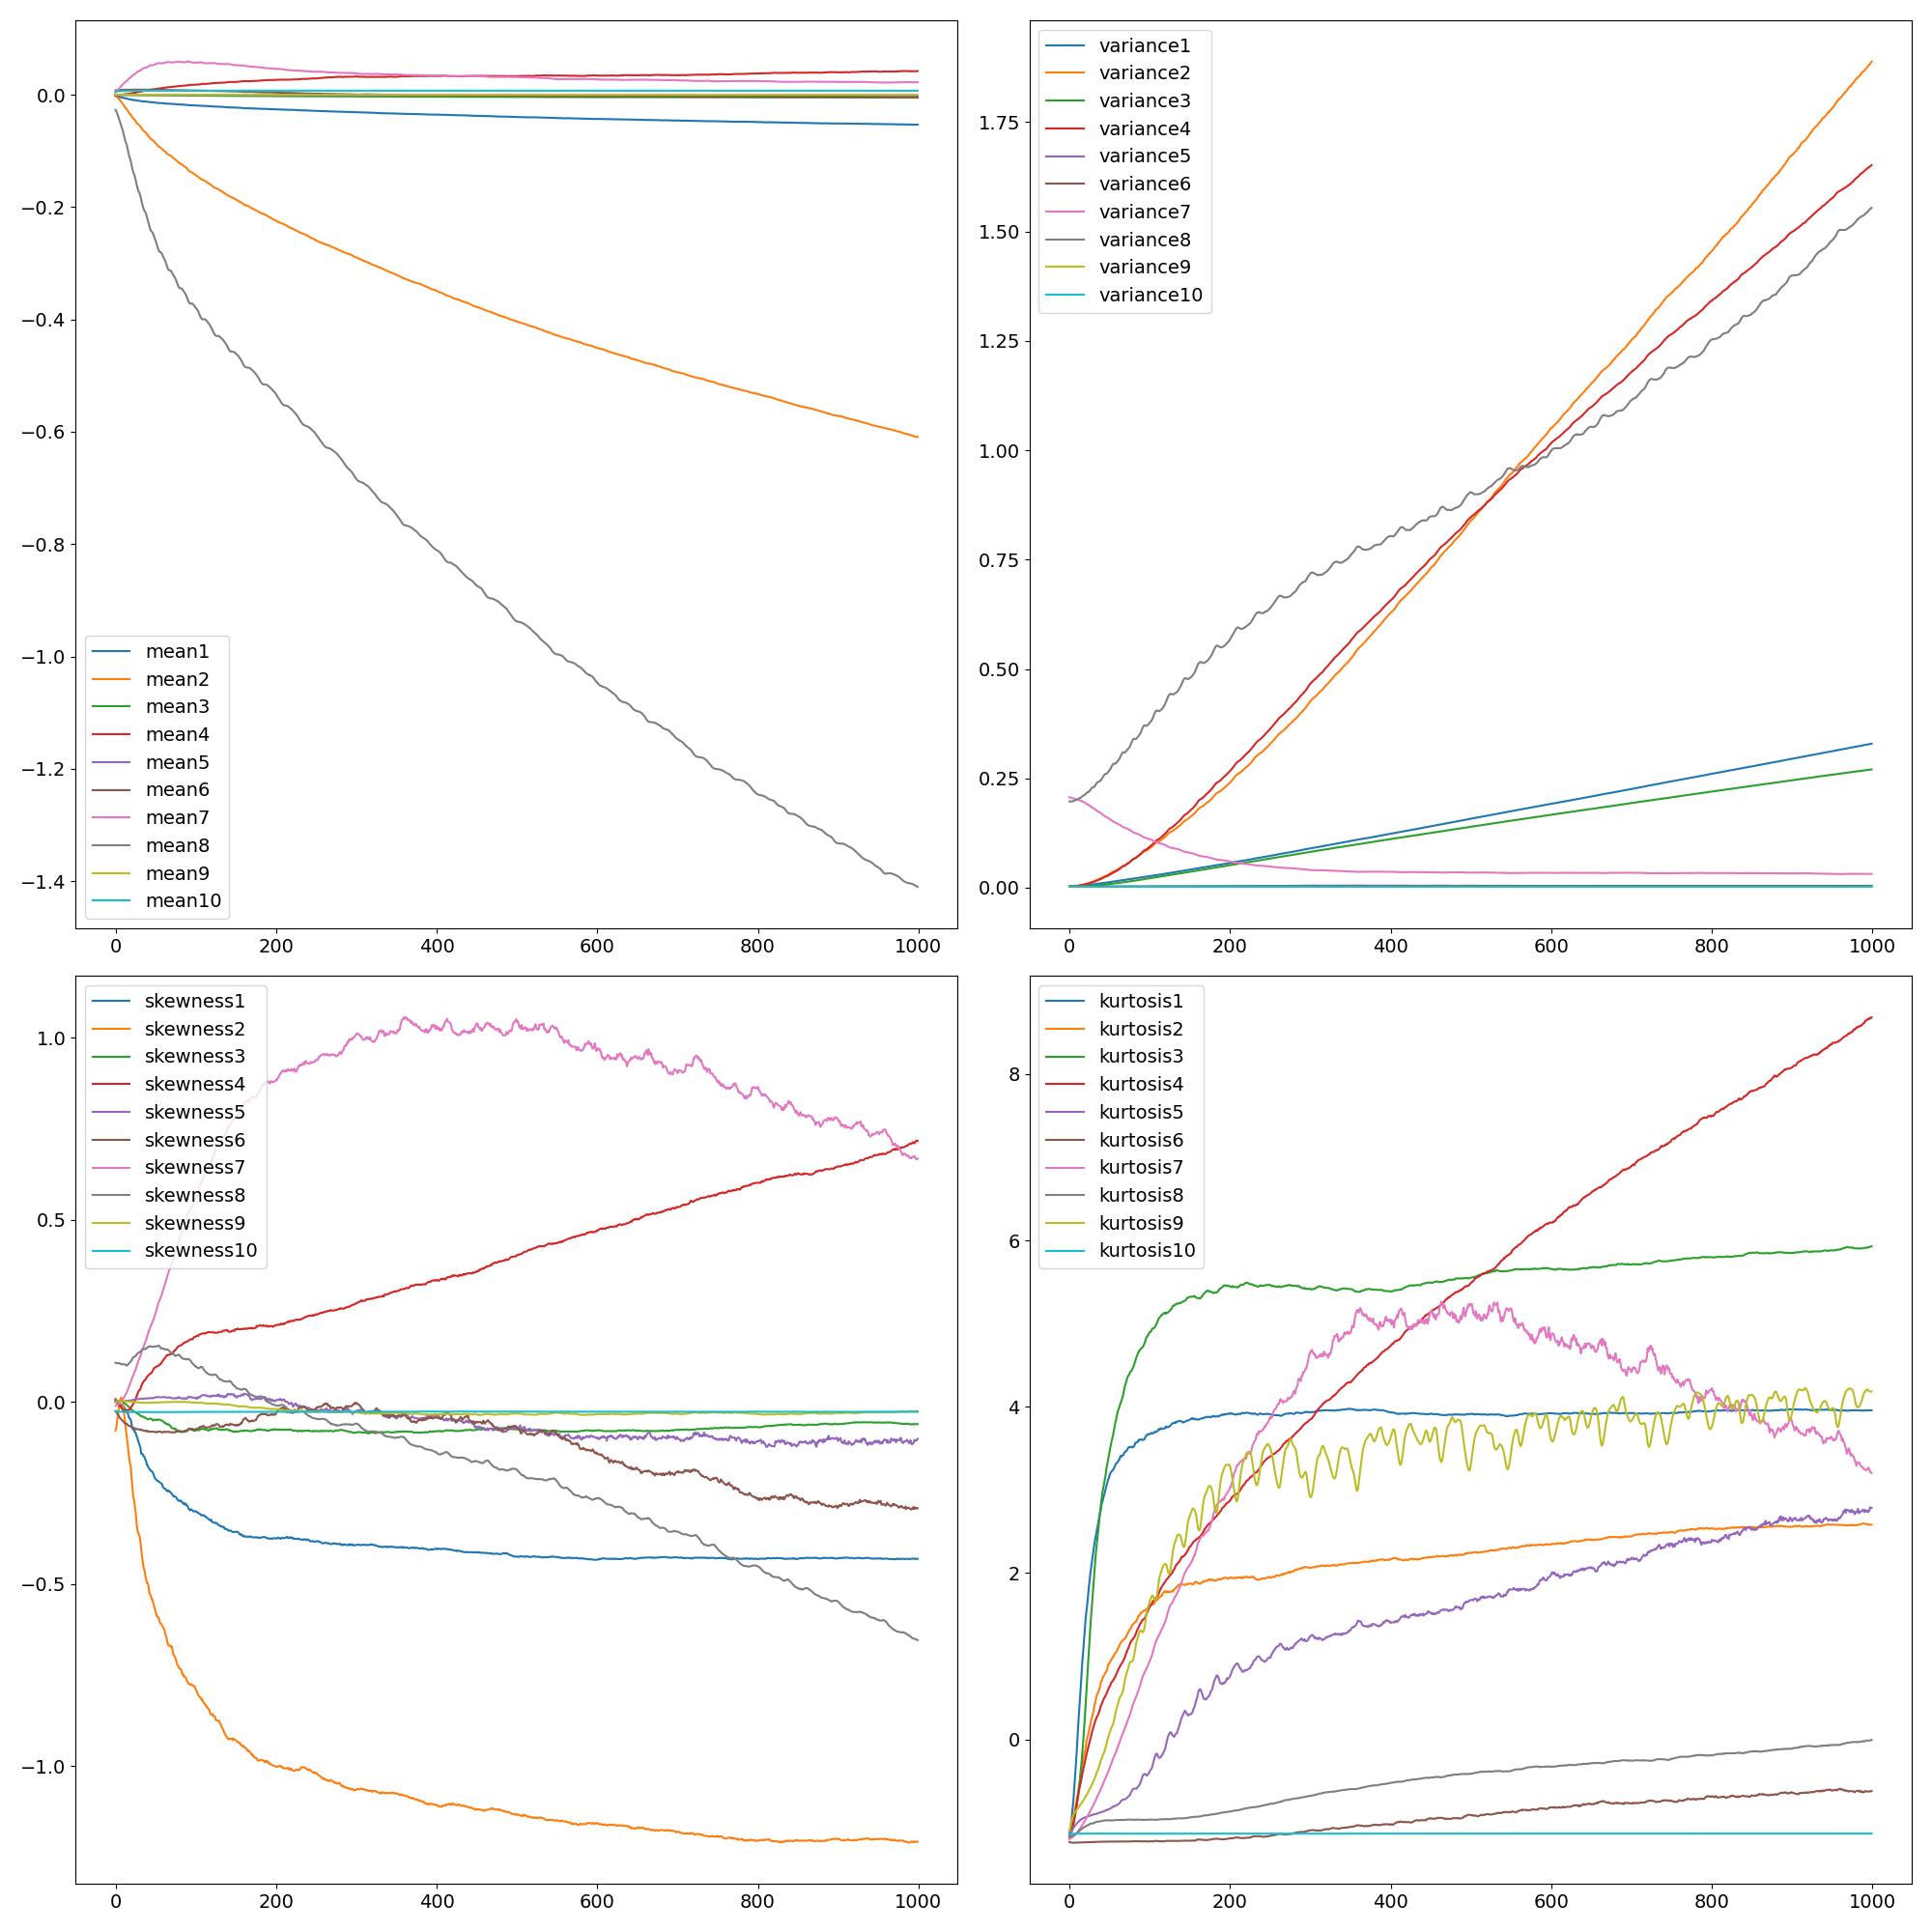 0.0
−0.2
−0.4
−0.6
−0.8
−1.0
−1.2
−1.4
mean1
mean2
mean3
mean4
mean5
mean6
mean7
mean8
mean9
mean10
0 200 400 600 800 1000
variance1
variance2
variance3
variance4
variance5
variance6
variance7
variance8
variance9
variance10
1.75
1.50
1.25
1.00
0.75
0.50
0.25
0.00
0 200 400 600 800 1000
skewness1
skewness2
skewness3
skewness4
skewness5
skewness6
skewness7
skewness8
skewness9
skewness10
1.0
0.5
0.0
−0.5
−1.0
0 200 400 600 800 1000
kurtosis1
kurtosis2
kurtosis3
kurtosis4
kurtosis5
kurtosis6
kurtosis7
kurtosis8
kurtosis9
kurtosis10
8
6
4
2
0
0 200 400 600 800 1000